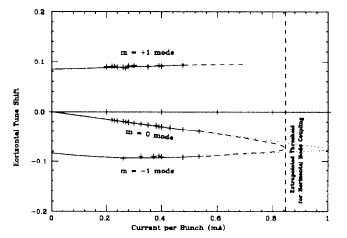 0.2
0.1
0.0
−0.1
−0.2
Horizontal Tune Shift
m = +1 mode
m = 0 mode
m = −1 mode
Extrapolated Threshold
for Horizontal Mode Coupling
0
0.2
0.4
0.6
0.8
1
Current per Bunch (mA)